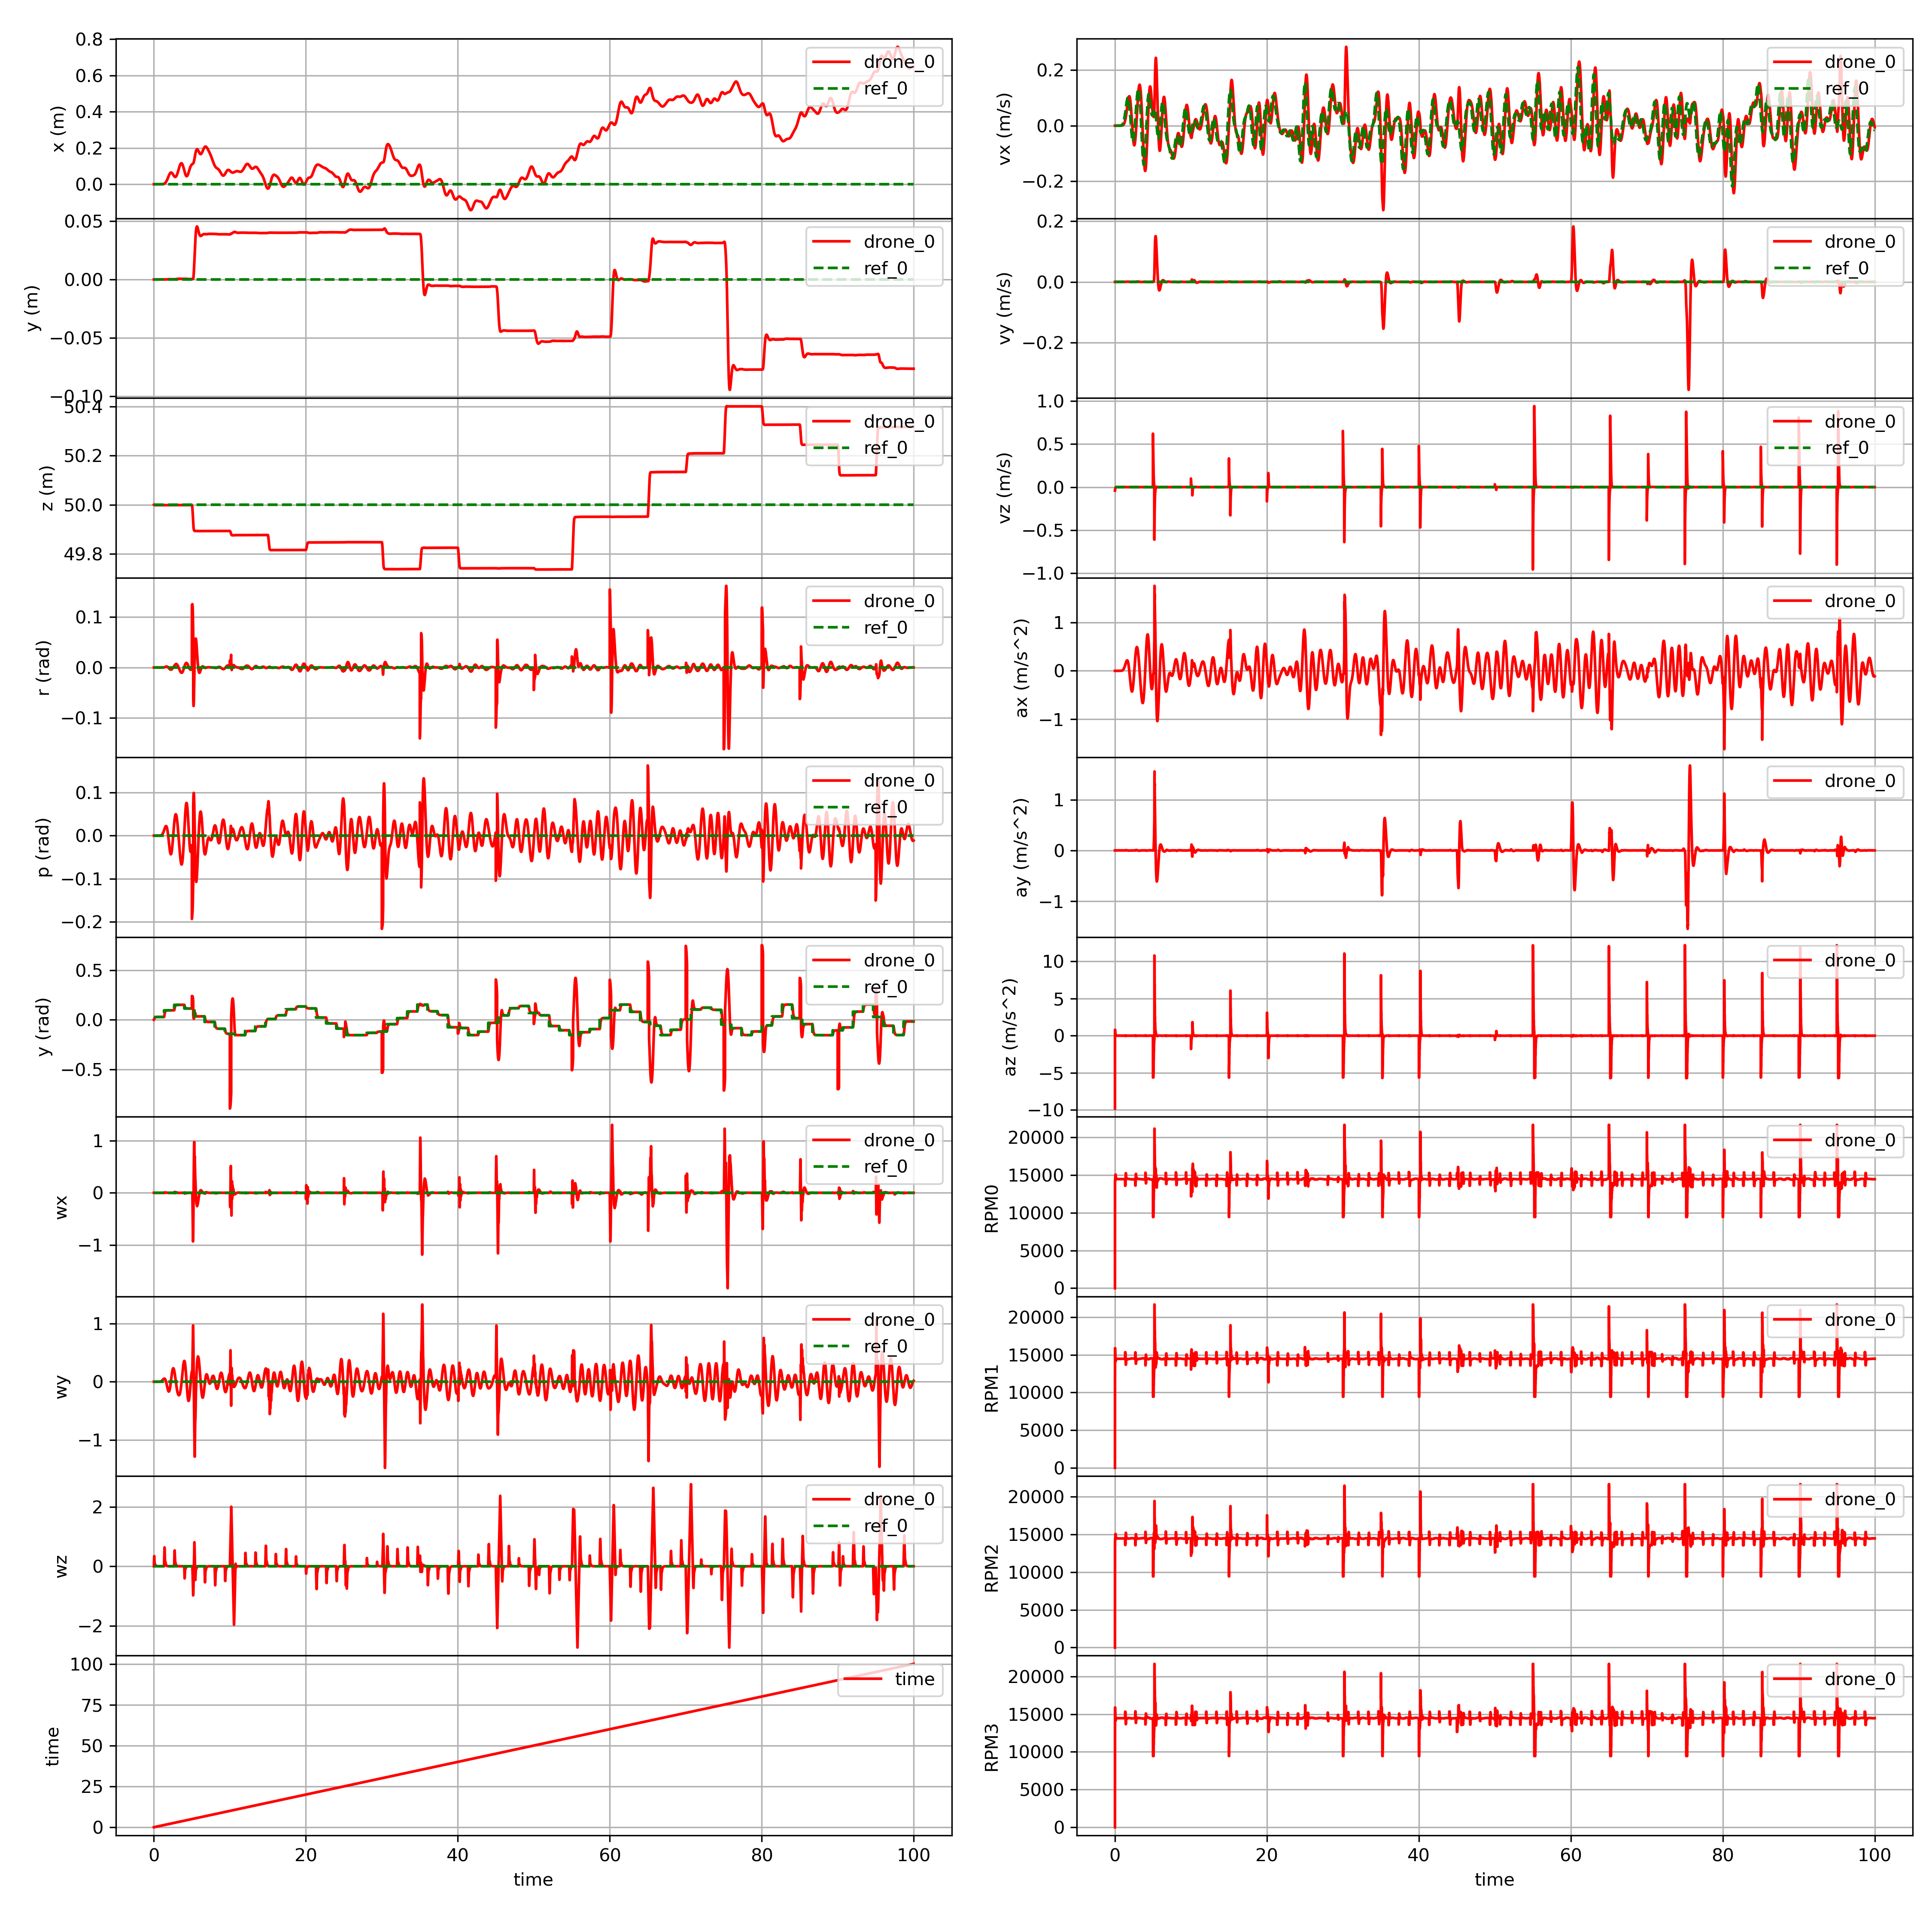 0.8
0.6
0.4
0.2
0.0
x (m)
drone_0
ref_0
0.05
0.00
−0.05
−0.10
y (m)
drone_0
ref_0
50.4
50.2
50.0
49.8
z (m)
drone_0
ref_0
0.1
0.0
−0.1
r (rad)
drone_0
ref_0
0.1
0.0
−0.1
−0.2
p (rad)
drone_0
ref_0
0.5
0.0
−0.5
y (rad)
drone_0
ref_0
1
0
−1
wx
drone_0
ref_0
1
0
−1
wy
drone_0
ref_0
2
0
−2
wz
drone_0
ref_0
100
75
50
25
0
time
time
0 20 40 60 80 100
time
0.2
0.0
−0.2
vx (m/s)
drone_0
ref_0
0.2
0.0
−0.2
vy (m/s)
drone_0
ref_0
1.0
0.5
0.0
−0.5
−1.0
vz (m/s)
drone_0
ref_0
1
0
−1
ax (m/s^2)
drone_0
1
0
−1
ay (m/s^2)
drone_0
10
5
0
−5
−10
az (m/s^2)
drone_0
20000
15000
10000
5000
0
RPM0
drone_0
20000
15000
10000
5000
0
RPM1
drone_0
20000
15000
10000
5000
0
RPM2
drone_0
20000
15000
10000
5000
0
RPM3
drone_0
0 20 40 60 80 100
time